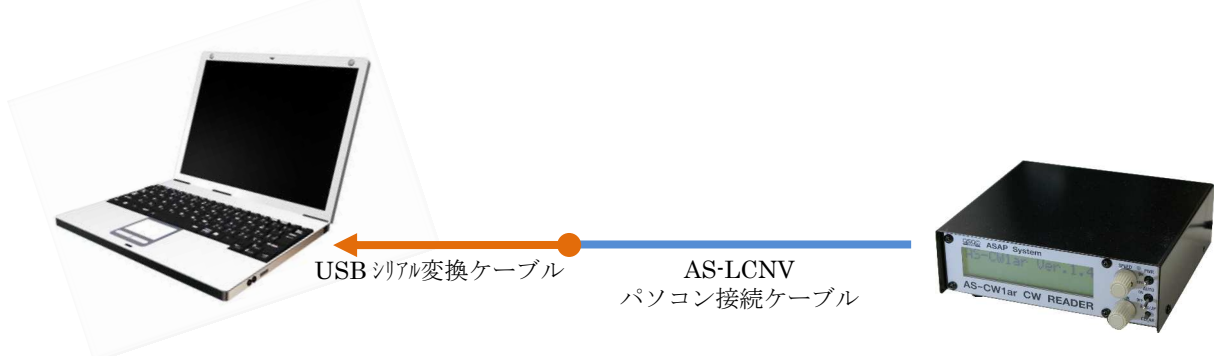 USB ｼﾘｱﾙ変換ケーブル
AS-LCNV
パソコン接続ケーブル
ASAP System
AS-CW1ar Ver.1.4
AS-CW1ar CW READER